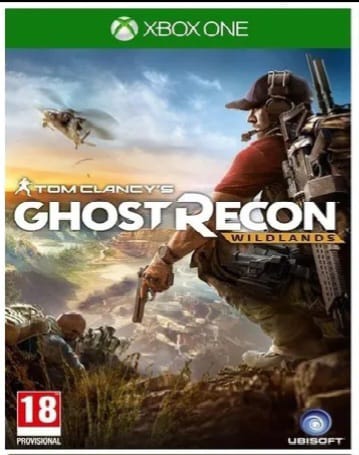 XBOX ONE
TOM CLANCY'S
GHOST RECON
WILDLANDS
18
PROVISIONAL
UBISOFT